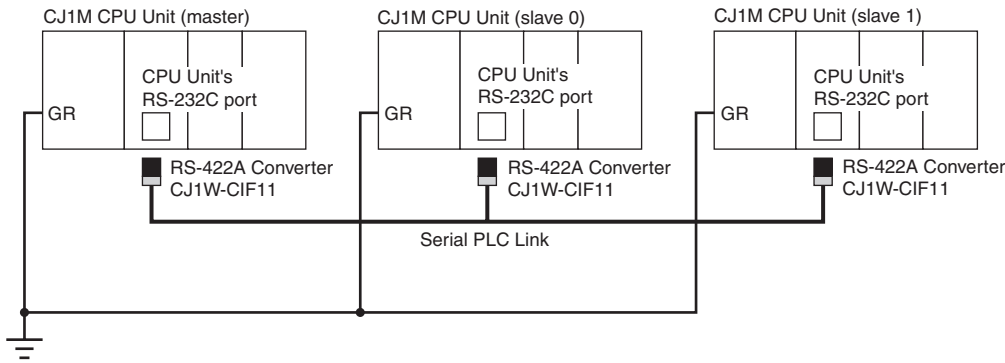 CJ1M CPU Unit (master)
CPU Unit's
RS-232C port
GR
RS-422A Converter
CJ1W-CIF11
CJ1M CPU Unit (slave 0)
CPU Unit's
RS-232C port
GR
RS-422A Converter
CJ1W-CIF11
CJ1M CPU Unit (slave 1)
CPU Unit's
RS-232C port
GR
RS-422A Converter
CJ1W-CIF11
Serial PLC Link